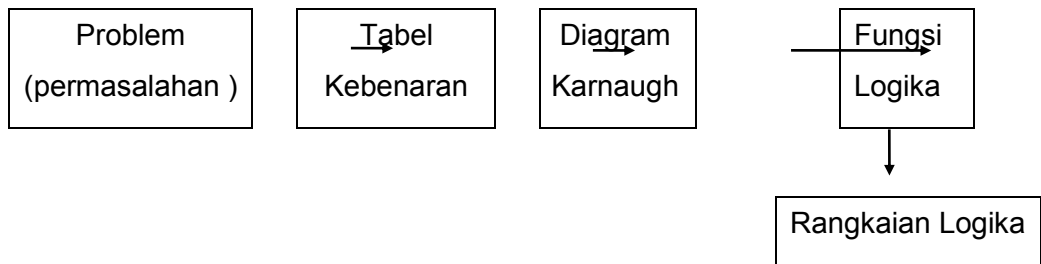 Problem
(permasalahan )
Tabel
Kebenaran
Diagram
Karnaugh
Fungsi
Logika
Rangkaian Logika